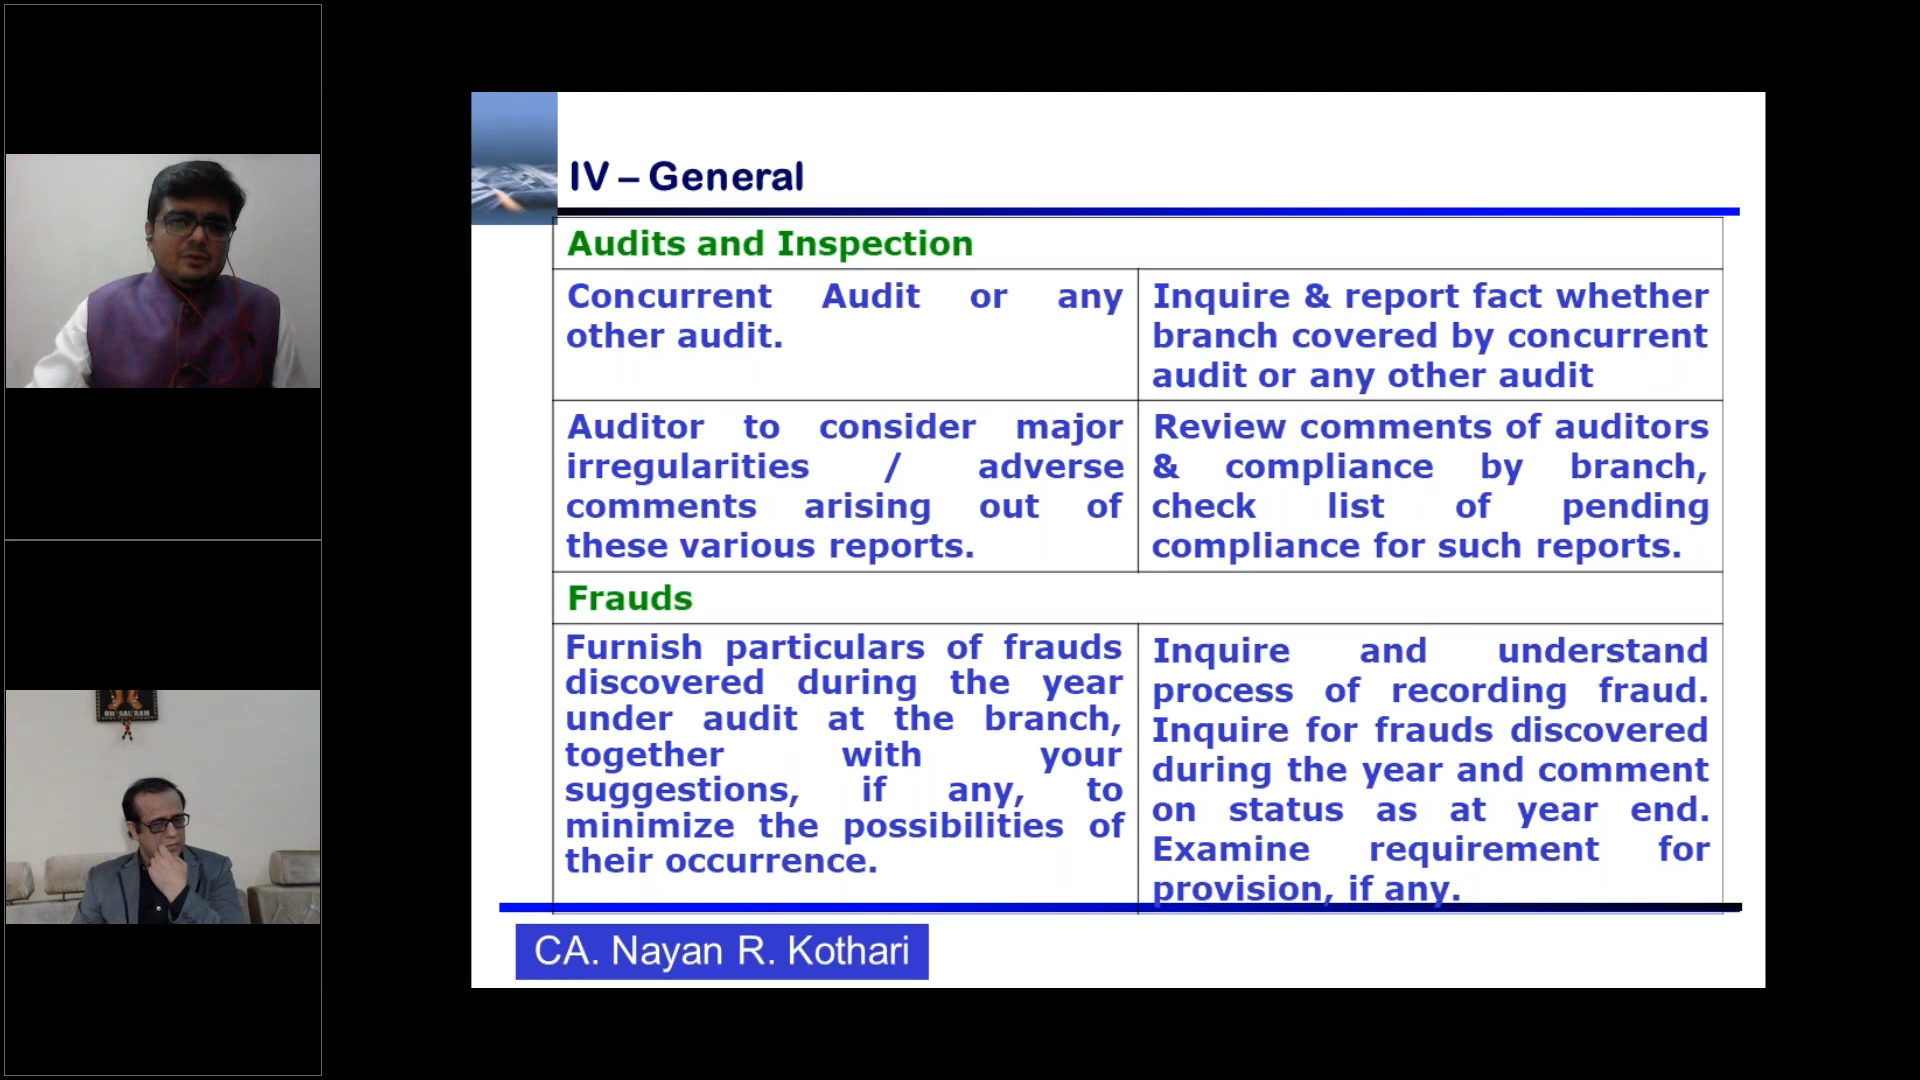 IV – General
Audits and Inspection
Concurrent Audit or any
other audit.
Inquire & report fact whether
branch covered by concurrent
audit or any other audit
Auditor to consider major
irregularities / adverse
comments arising out of
these various reports.
Review comments of auditors
& compliance by branch,
check list of pending
compliance for such reports.
Frauds
Furnish particulars of frauds
discovered during the year
under audit at the branch,
together with your
suggestions, if any, to
minimize the possibilities of
their occurrence.
Inquire and understand
process of recording fraud.
Inquire for frauds discovered
during the year and comment
on status as at year end.
Examine requirement for
provision, if any.
CA. Nayan R. Kothari
OM SAI RAM